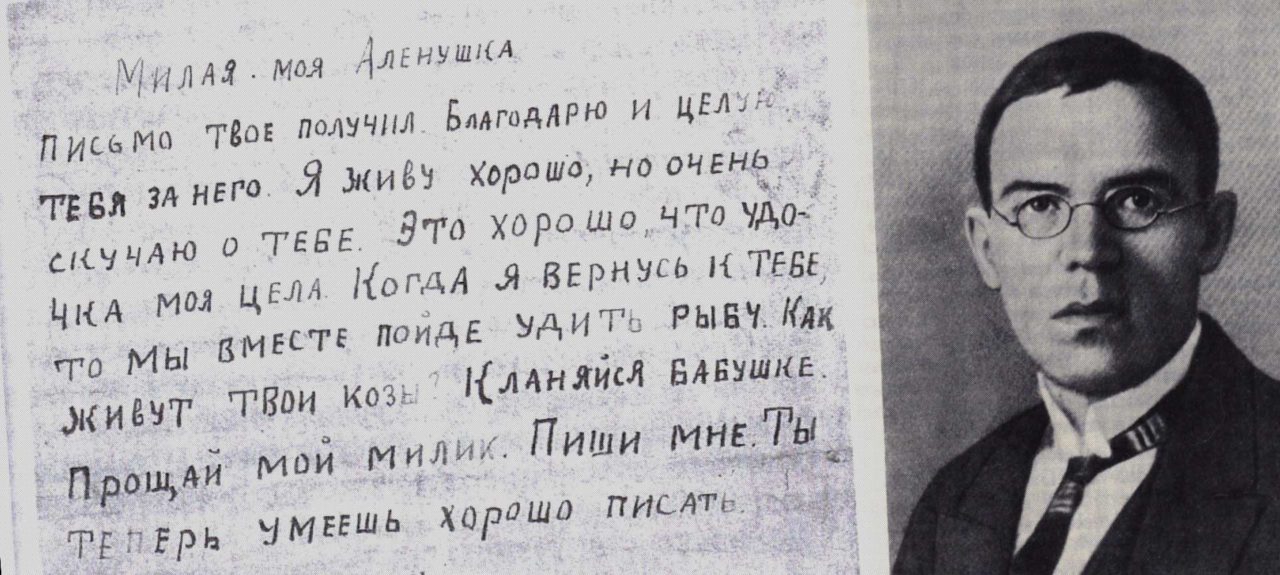 Милая моя Аленушка
письмо твое получил. Благодарю и целую
тебя за него. Я живу хорошо, но очень
скучаю о тебе. Это хорошо, что удо-
чка моя цела. Когда я вернусь к тебе,
то мы вместе пойде удить рыбу. Как
живут твои козы? Кланяйся бабушке.
Прощай мой милик. Пиши мне. Ты
теперь умеешь хорошо писать.